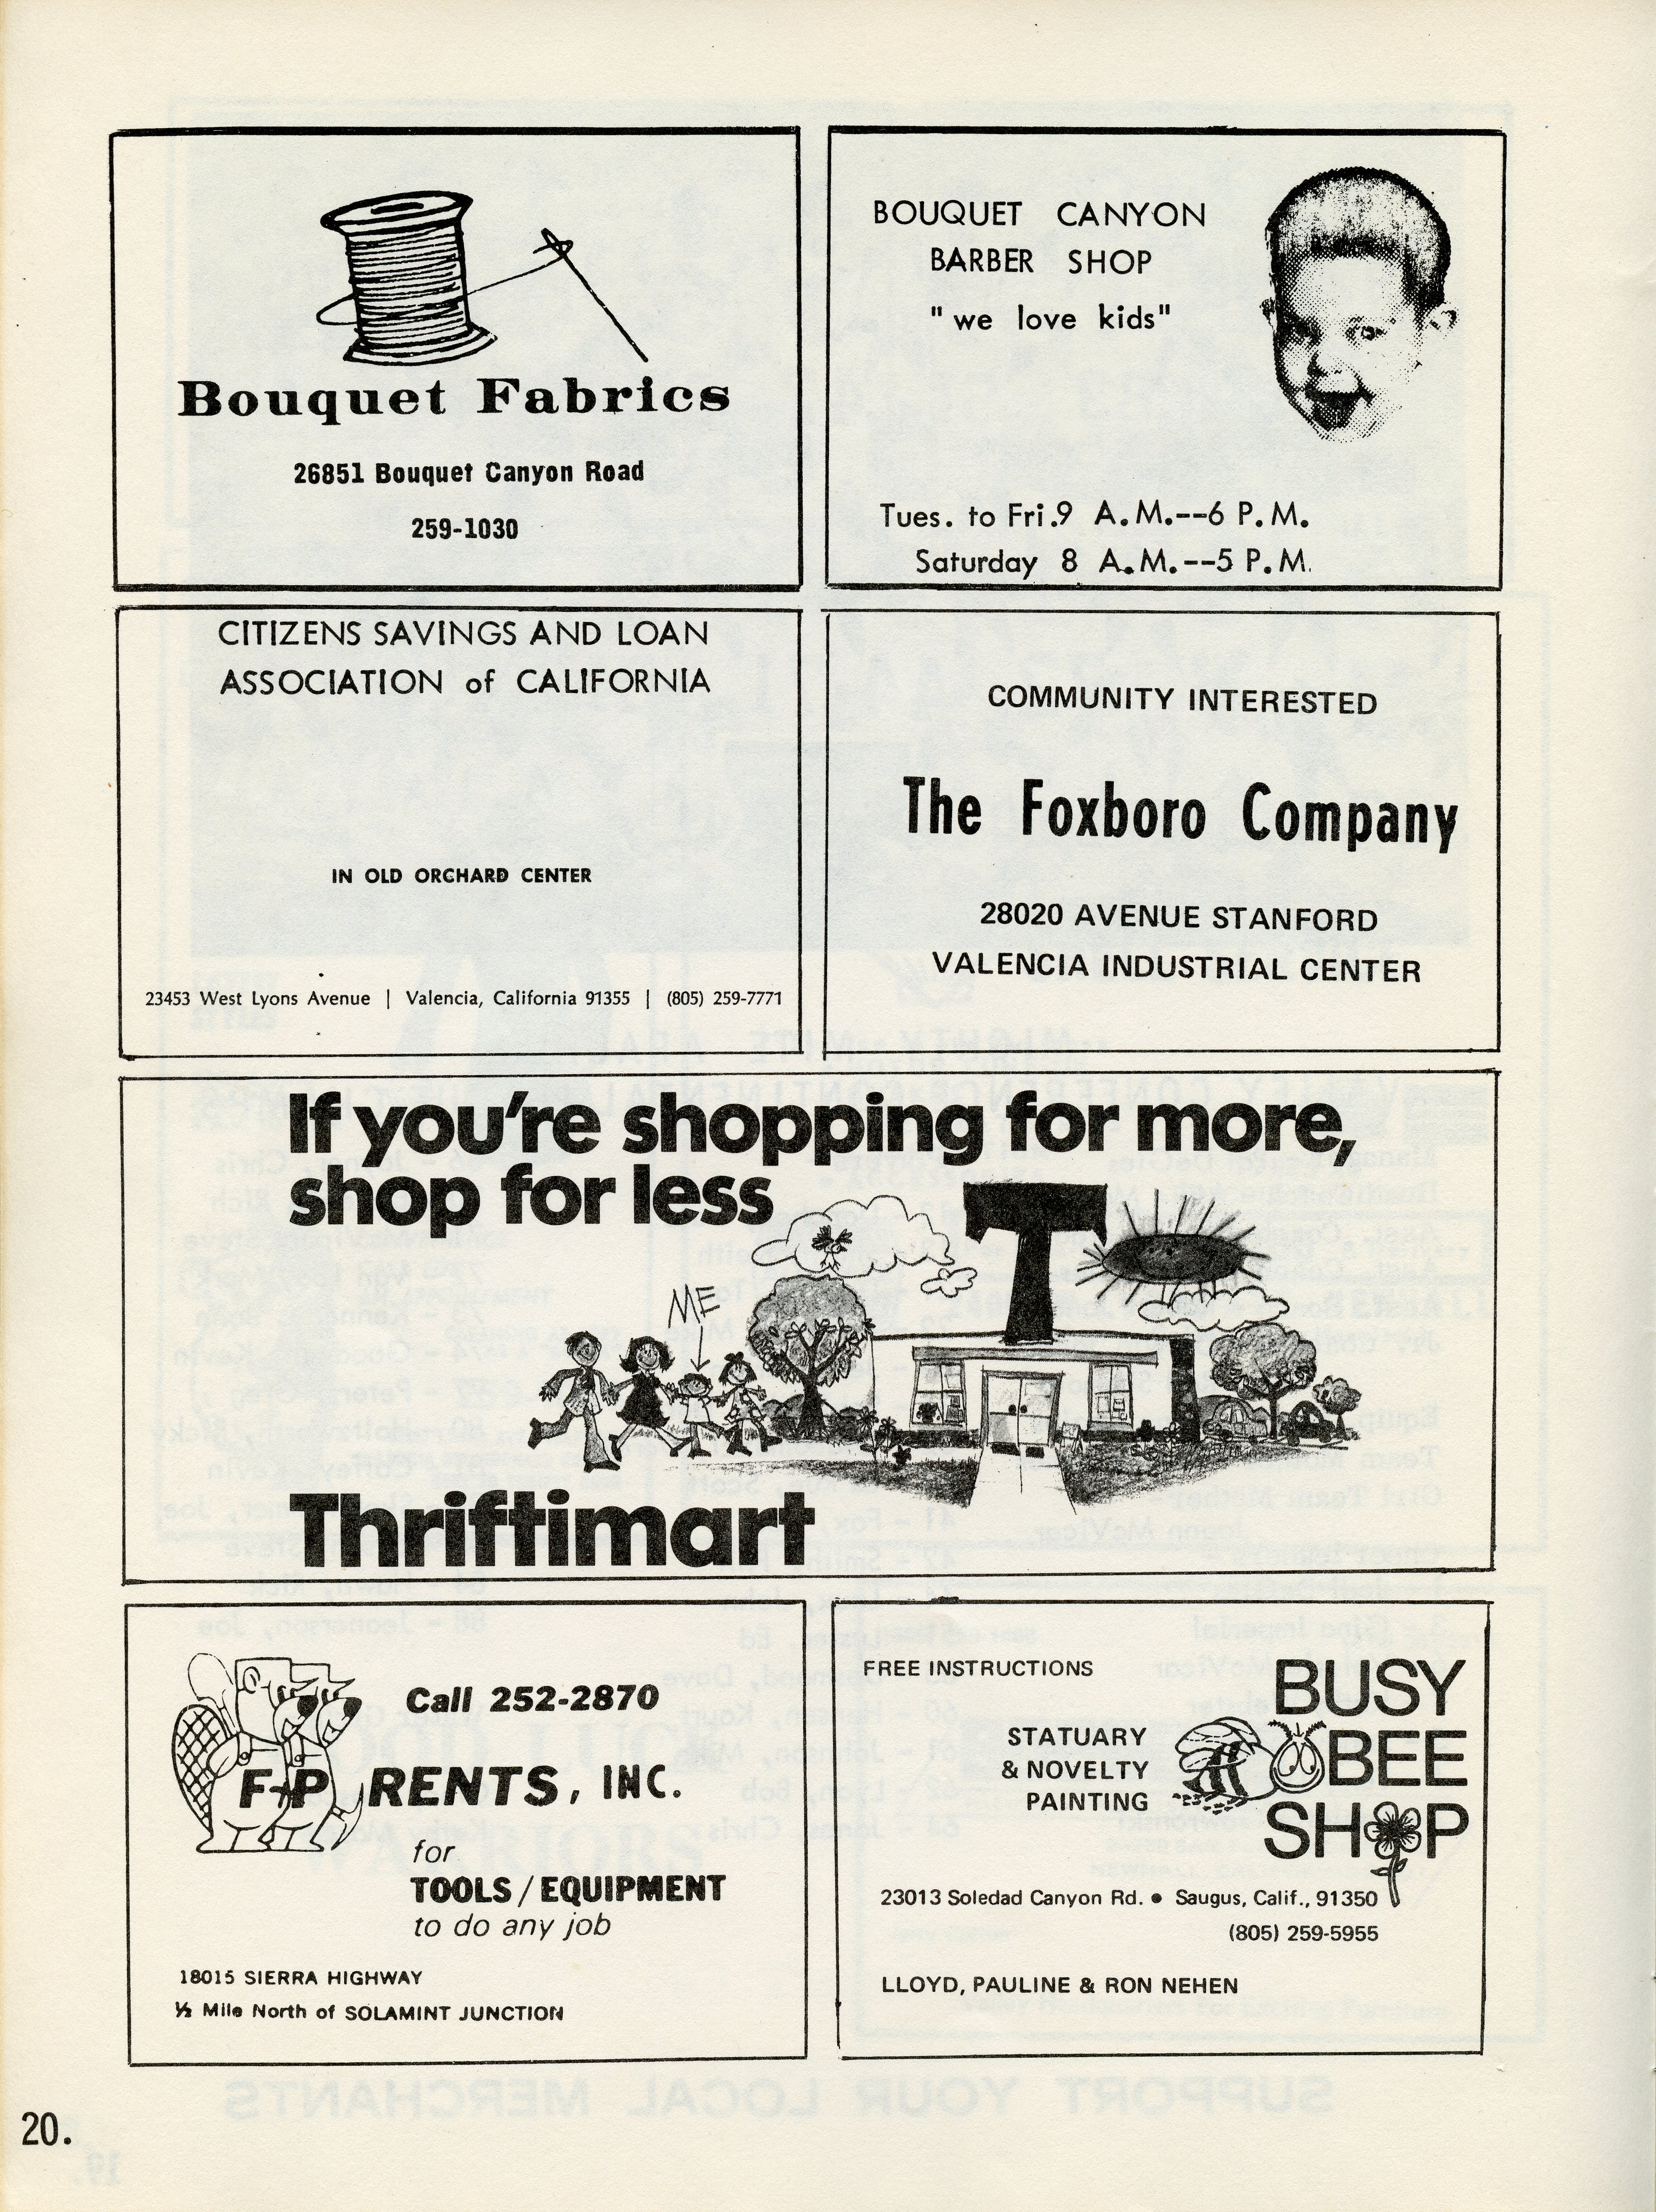 Bouquet Fabrics
26851 Bouquet Canyon Road
259-1030
BOUQUET CANYON
BARBER SHOP
"we love kids"
Tues. to Fri.9 A.M.--6 P.M.
Saturday 8 A.M.--5 P.M.
CITIZENS SAVINGS AND LOAN
ASSOCIATION of CALIFORNIA
IN OLD ORCHARD CENTER
23453 West Lyons Avenue | Valencia, California 91355 | (805) 259-7771
COMMUNITY INTERESTED
The Foxboro Company
28020 AVENUE STANFORD
VALENCIA INDUSTRIAL CENTER
If you're shopping for more,
shop for less
ME
T
Thriftimart
Call 252-2870
F+P RENTS, INC.
for
TOOLS/EQUIPMENT
to do any job
18015 SIERRA HIGHWAY
½ Mile North of SOLAMINT JUNCTION
FREE INSTRUCTIONS
STATUARY
& NOVELTY
PAINTING
BUSY
BEE
SHOP
23013 Soledad Canyon Rd. • Saugus, Calif., 91350
(805) 259-5955
LLOYD, PAULINE & RON NEHEN
SUPPORT YOUR LOCAL MERCHANTS
20.
19.